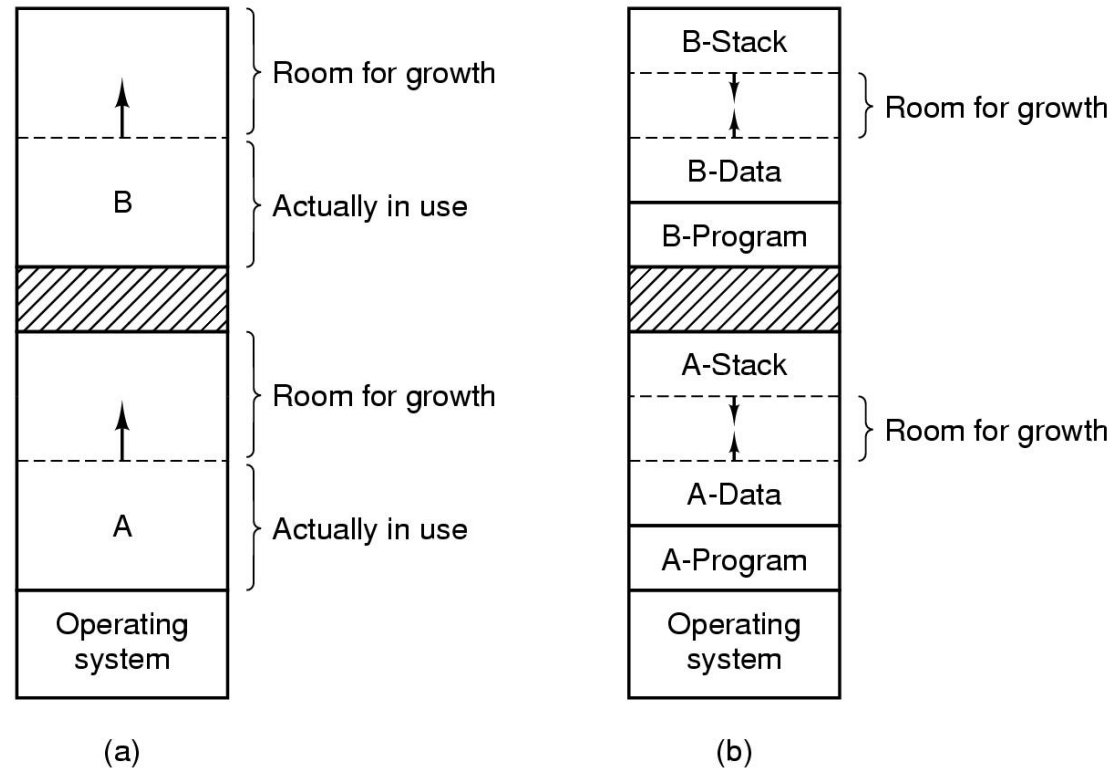 Room for growth
B
Actually in use
Room for growth
A
Actually in use
Operating
system
(a)
B-Stack
Room for growth
B-Data
B-Program
A-Stack
Room for growth
A-Data
A-Program
Operating
system
(b)